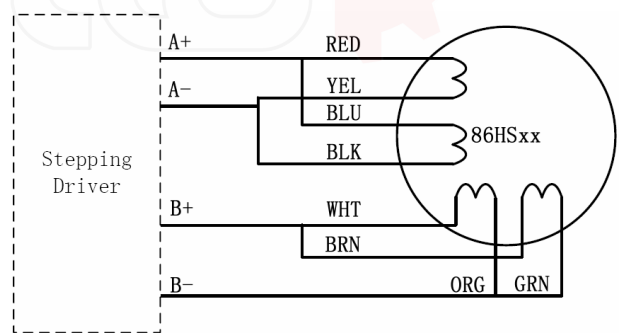 A+ RED
A- YEL
BLU
86HSxx
BLK
Stepping
Driver
B+ WHT
BRN
B- ORG GRN